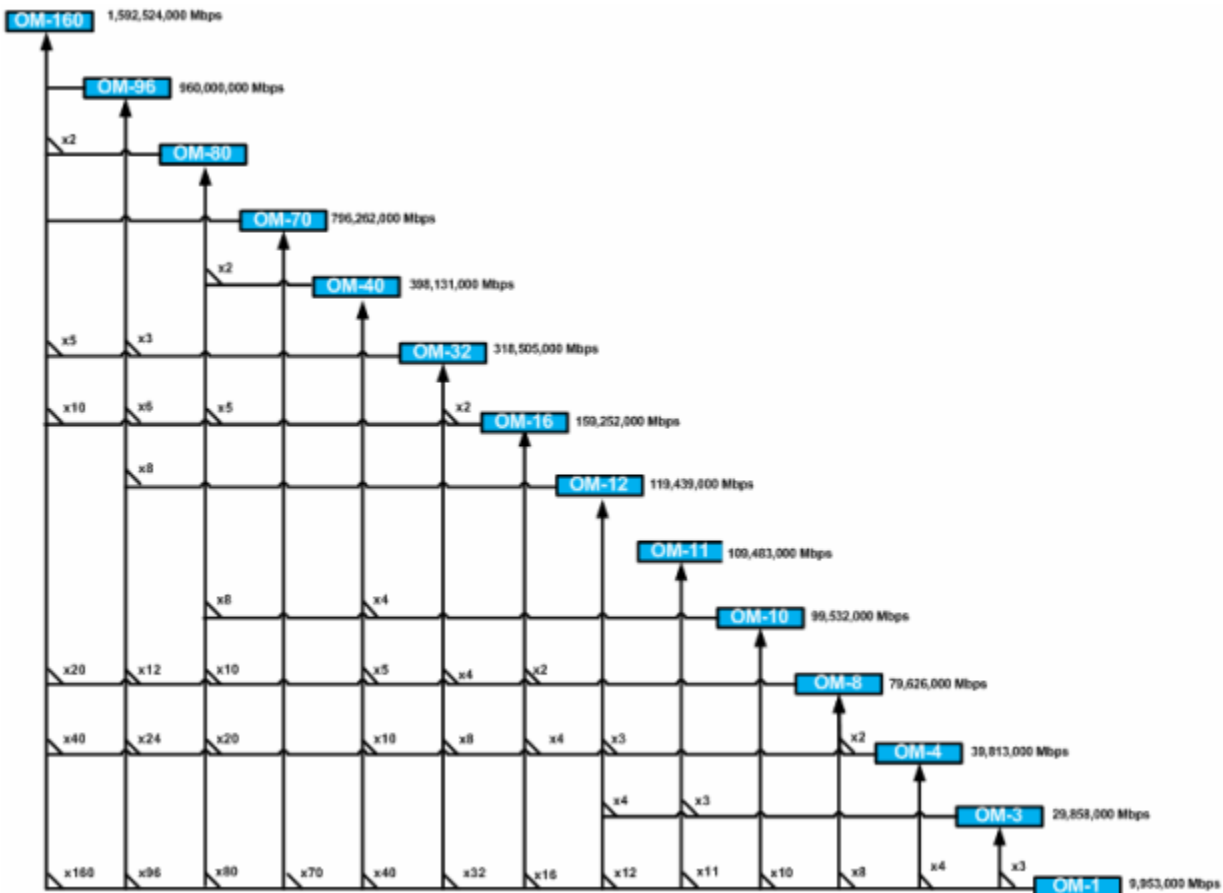 OM-160 1,592,524,000 Mbps
OM-96 960,000,000 Mbps
x2 OM-80
OM-70 796,262,000 Mbps
x2 OM-40 398,131,000 Mbps
x5 x3 OM-32 318,505,000 Mbps
x10 x6 x5 x2 OM-16 159,252,000 Mbps
x8 OM-12 119,439,000 Mbps
OM-11 109,483,000 Mbps
x8 x4 OM-10 99,532,000 Mbps
x20 x12 x10 x5 x4 x2 OM-8 79,626,000 Mbps
x40 x24 x20 x10 x8 x4 x3 x2 OM-4 39,813,000 Mbps
x4 x3 OM-3 29,858,000 Mbps
x160 x96 x80 x70 x40 x32 x16 x12 x11 x10 x8 x4 x3 OM-1 9,953,000 Mbps